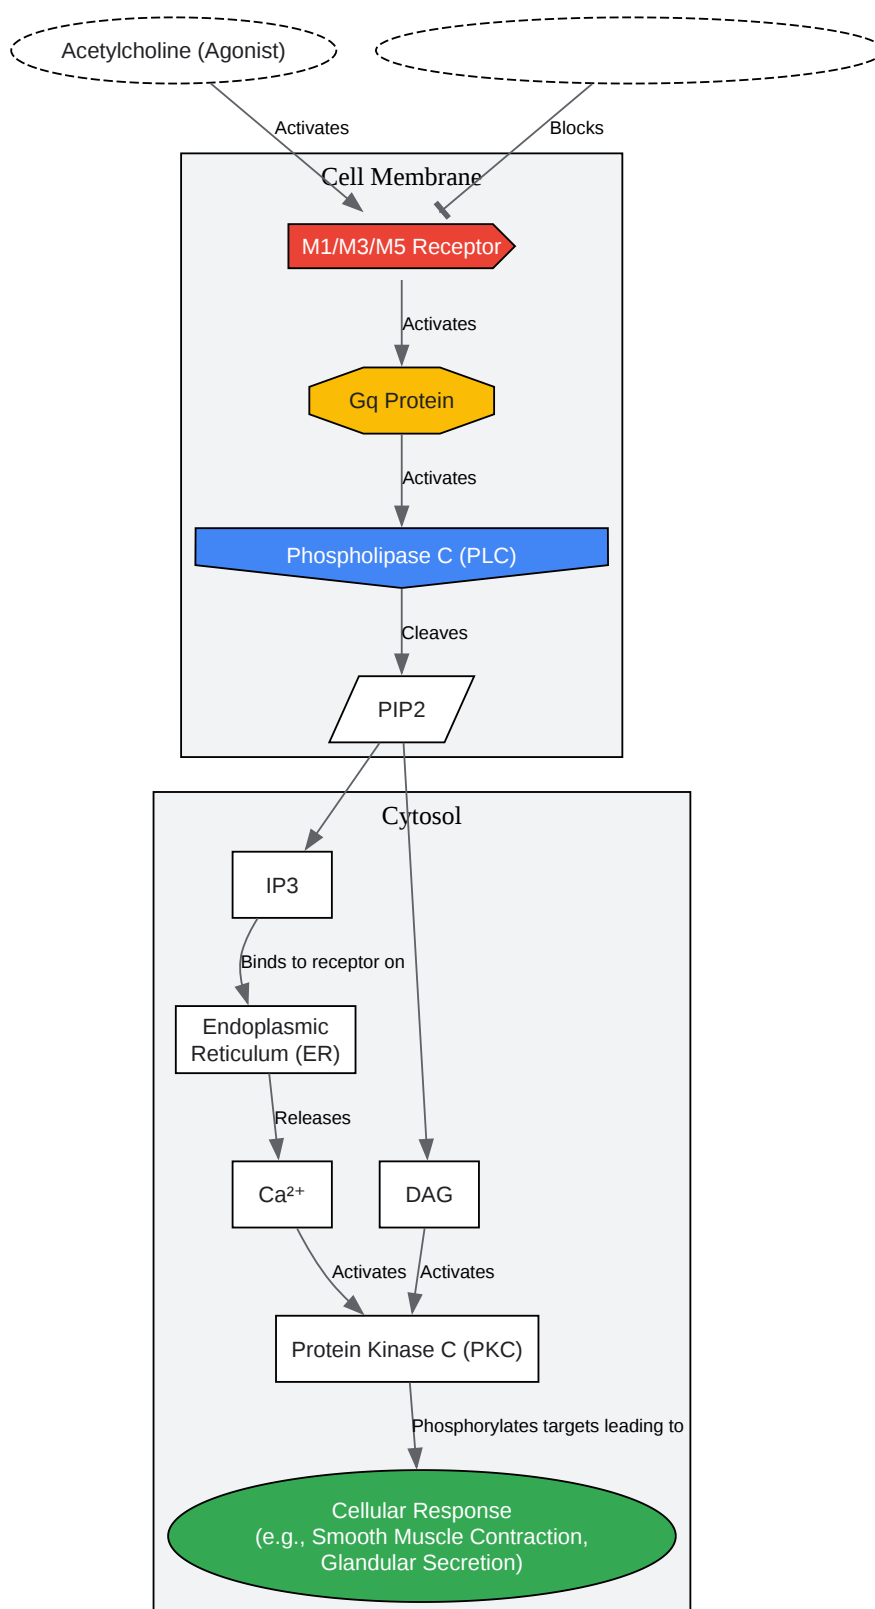 Acetylcholine (Agonist)
Activates
Blocks
Cell Membrane
M1/M3/M5 Receptor
Activates
Gq Protein
Activates
Phospholipase C (PLC)
Cleaves
PIP2
Cytosol
IP3
Binds to receptor on
Endoplasmic
Reticulum (ER)
Releases
Ca²⁺
DAG
Activates
Activates
Protein Kinase C (PKC)
Phosphorylates targets leading to
Cellular Response
(e.g., Smooth Muscle Contraction,
Glandular Secretion)